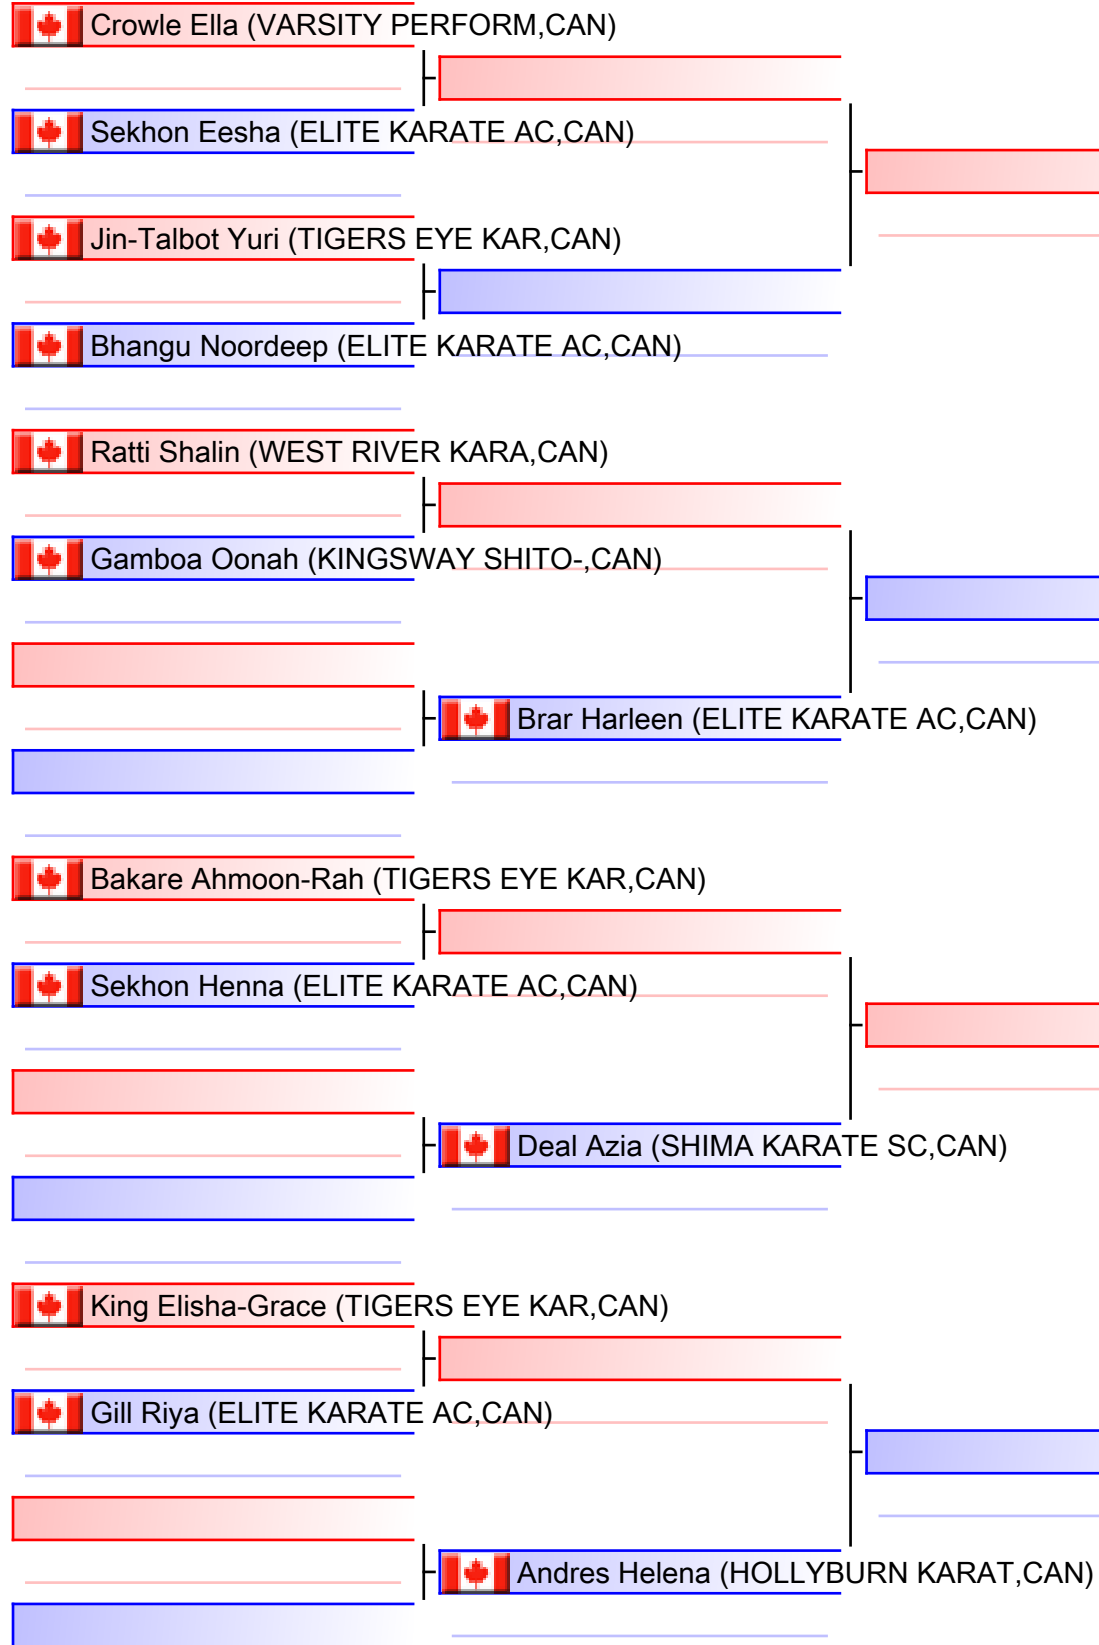 Crowle Ella (VARSITY PERFORM,CAN)
Sekhon Eesha (ELITE KARATE AC,CAN)
Jin-Talbot Yuri (TIGERS EYE KAR,CAN)
Bhangu Noordeep (ELITE KARATE AC,CAN)
Ratti Shalin (WEST RIVER KARA,CAN)
Gamboa Oonah (KINGSWAY SHITO-,CAN)
Brar Harleen (ELITE KARATE AC,CAN)
Bakare Ahmoon-Rah (TIGERS EYE KAR,CAN)
Sekhon Henna (ELITE KARATE AC,CAN)
Deal Azia (SHIMA KARATE SC,CAN)
King Elisha-Grace (TIGERS EYE KAR,CAN)
Gill Riya (ELITE KARATE AC,CAN)
Andres Helena (HOLLYBURN KARAT,CAN)